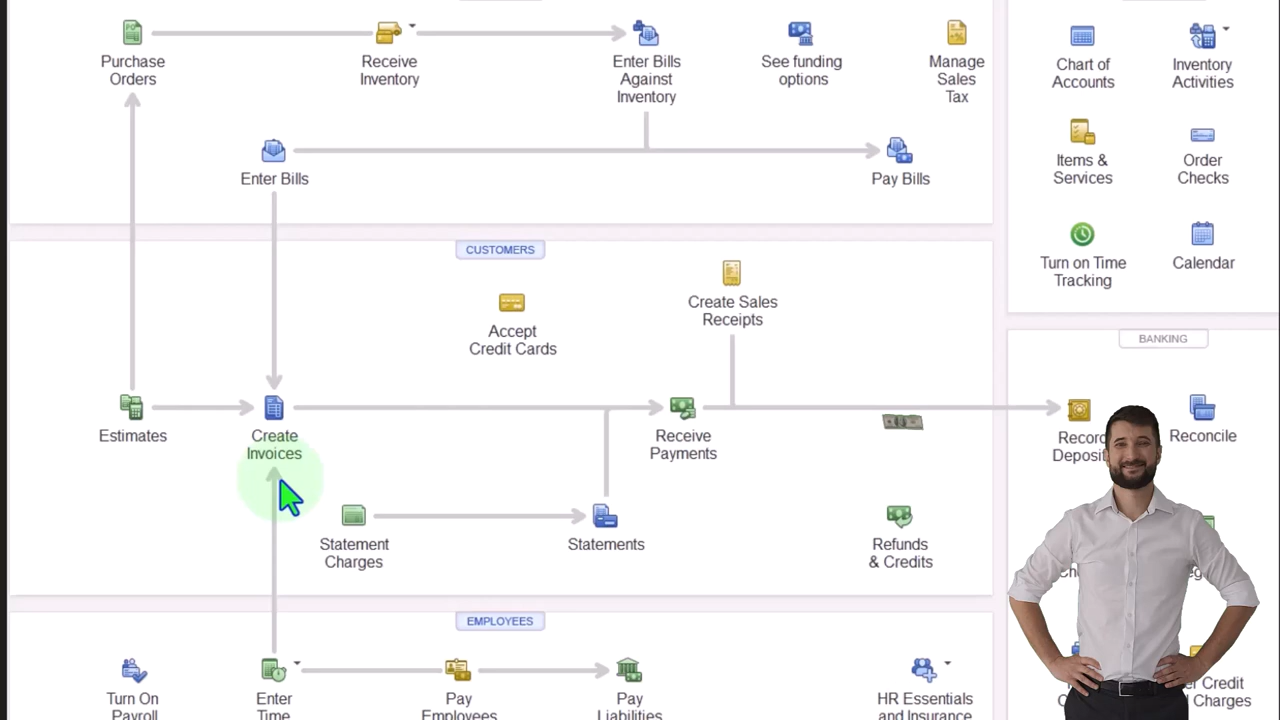 Purchase
Orders
Receive
Inventory
Enter Bills
Against
Inventory
See funding
options
Manage
Sales
Tax
Enter Bills
Pay Bills
Chart of
Accounts
Inventory
Activities
Items &
Services
Order
Checks
Turn on Time
Tracking
Calendar
CUSTOMERS
Accept
Credit Cards
Create Sales
Receipts
Estimates
Create
Invoices
Receive
Payments
Statement
Charges
Statements
Refunds
& Credits
BANKING
Record
Reconcile
Credit
Charges
EMPLOYEES
Turn On
Payroll
Enter
Time
Pay
Employees
Pay
Liabilities
HR Essentials
and Insurance